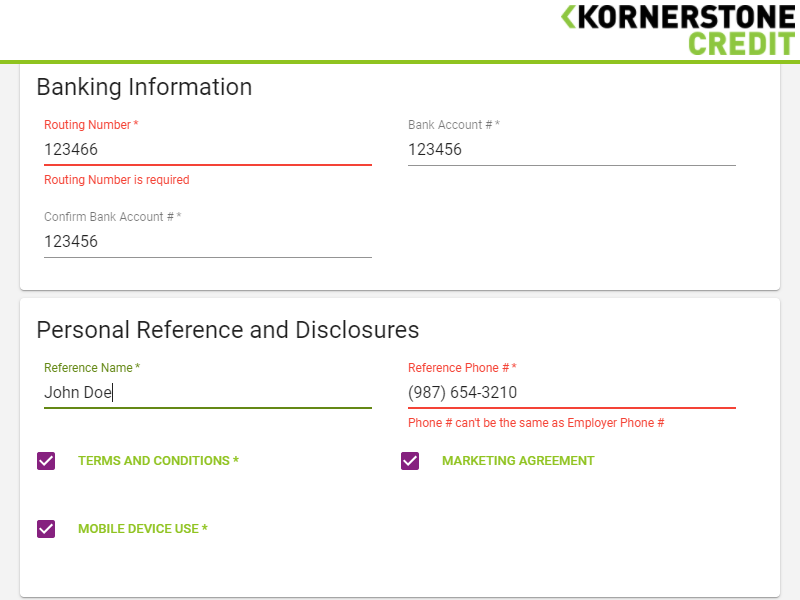 KORNERSTONE
CREDIT
Banking Information
Routing Number *
Bank Account # *
123466
123456
Routing Number is required
Confirm Bank Account # *
123456
Personal Reference and Disclosures
Reference Name *
Reference Phone # *
John Doe
(987) 654-3210
Phone # can't be the same as Employer Phone #
TERMS AND CONDITIONS *
MARKETING AGREEMENT
MOBILE DEVICE USE *